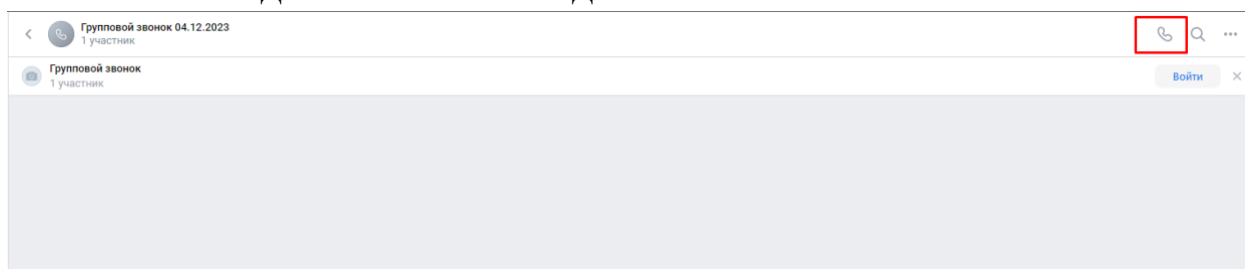 Групповой звонок 04.12.2023
1 участник
Групповой звонок
1 участник
Войти